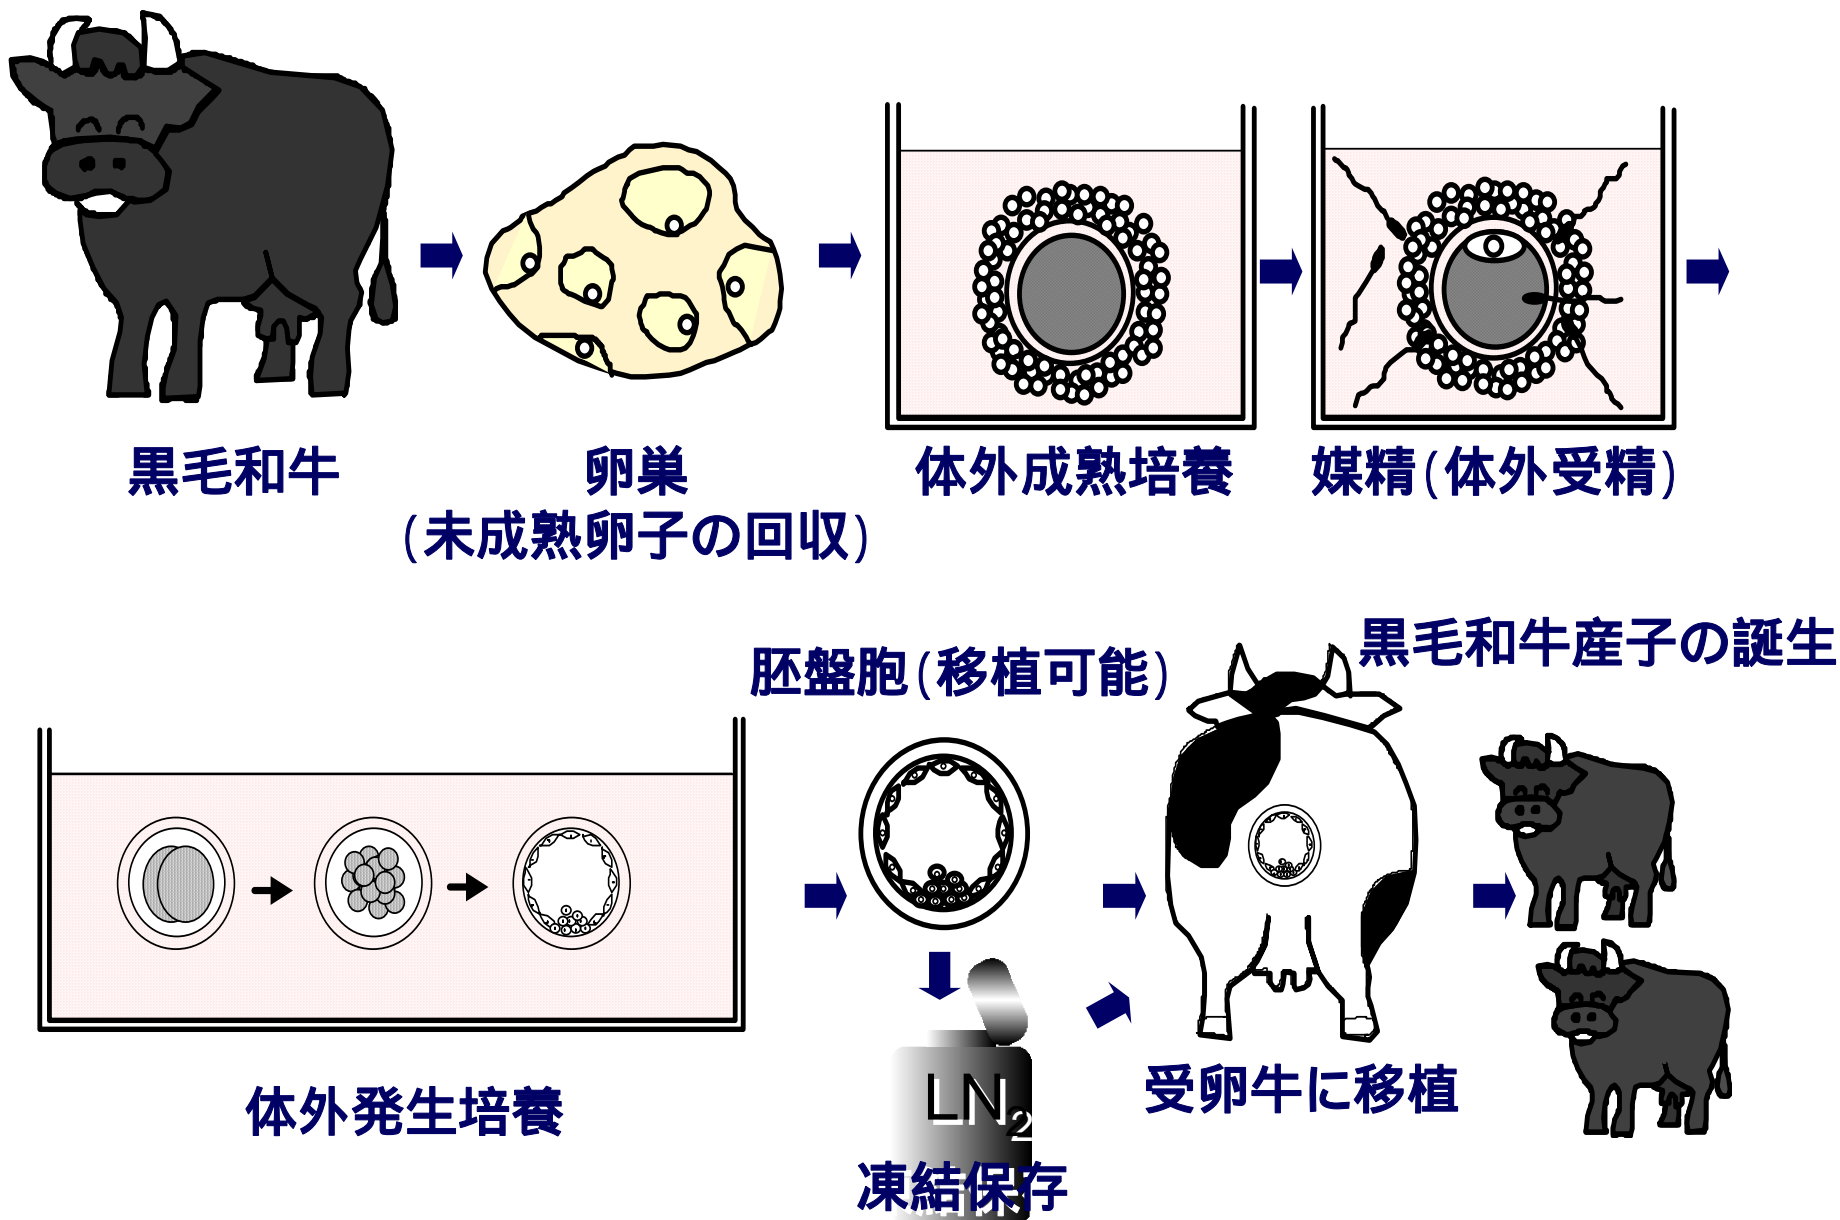 黒毛和牛
卵巣
(未成熟卵子の回収)
体外成熟培養
媒精(体外受精)
黒毛和牛産子の誕生
胚盤胞(移植可能)
体外発生培養
LN2
凍結保存
受卵牛に移植